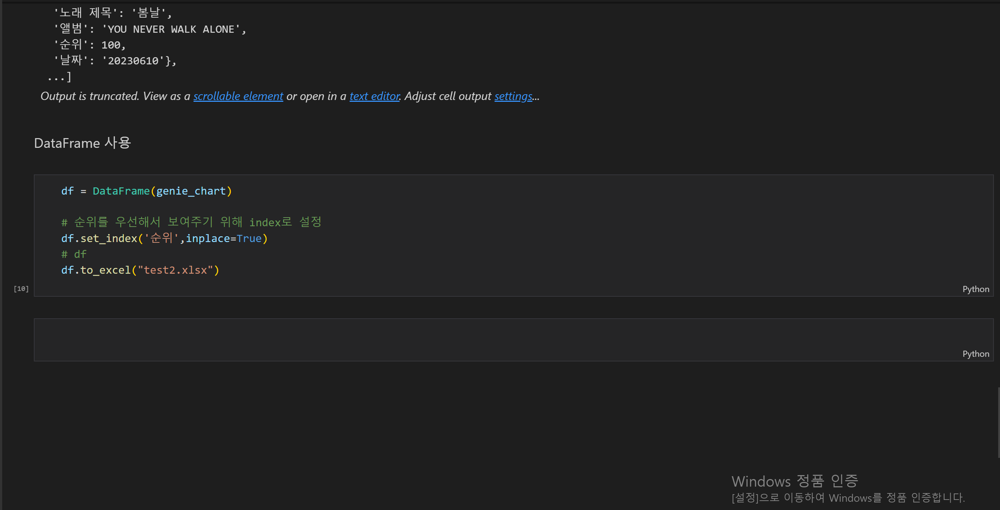 '노래 제목': '봄날',
'앨범': 'YOU NEVER WALK ALONE',
'순위': 100,
'날짜': '20230610'},
...]
Output is truncated. View as a scrollable element or open in a text editor. Adjust cell output settings...
DataFrame 사용
df = DataFrame(genie_chart)
# 순위를 우선해서 보여주기 위해 index로 설정
df.set_index('순위',inplace=True)
# df
df.to_excel("test2.xlsx")
[10]
Python
Python
Windows 정품 인증
[설정]으로 이동하여 Windows를 정품 인증합니다.